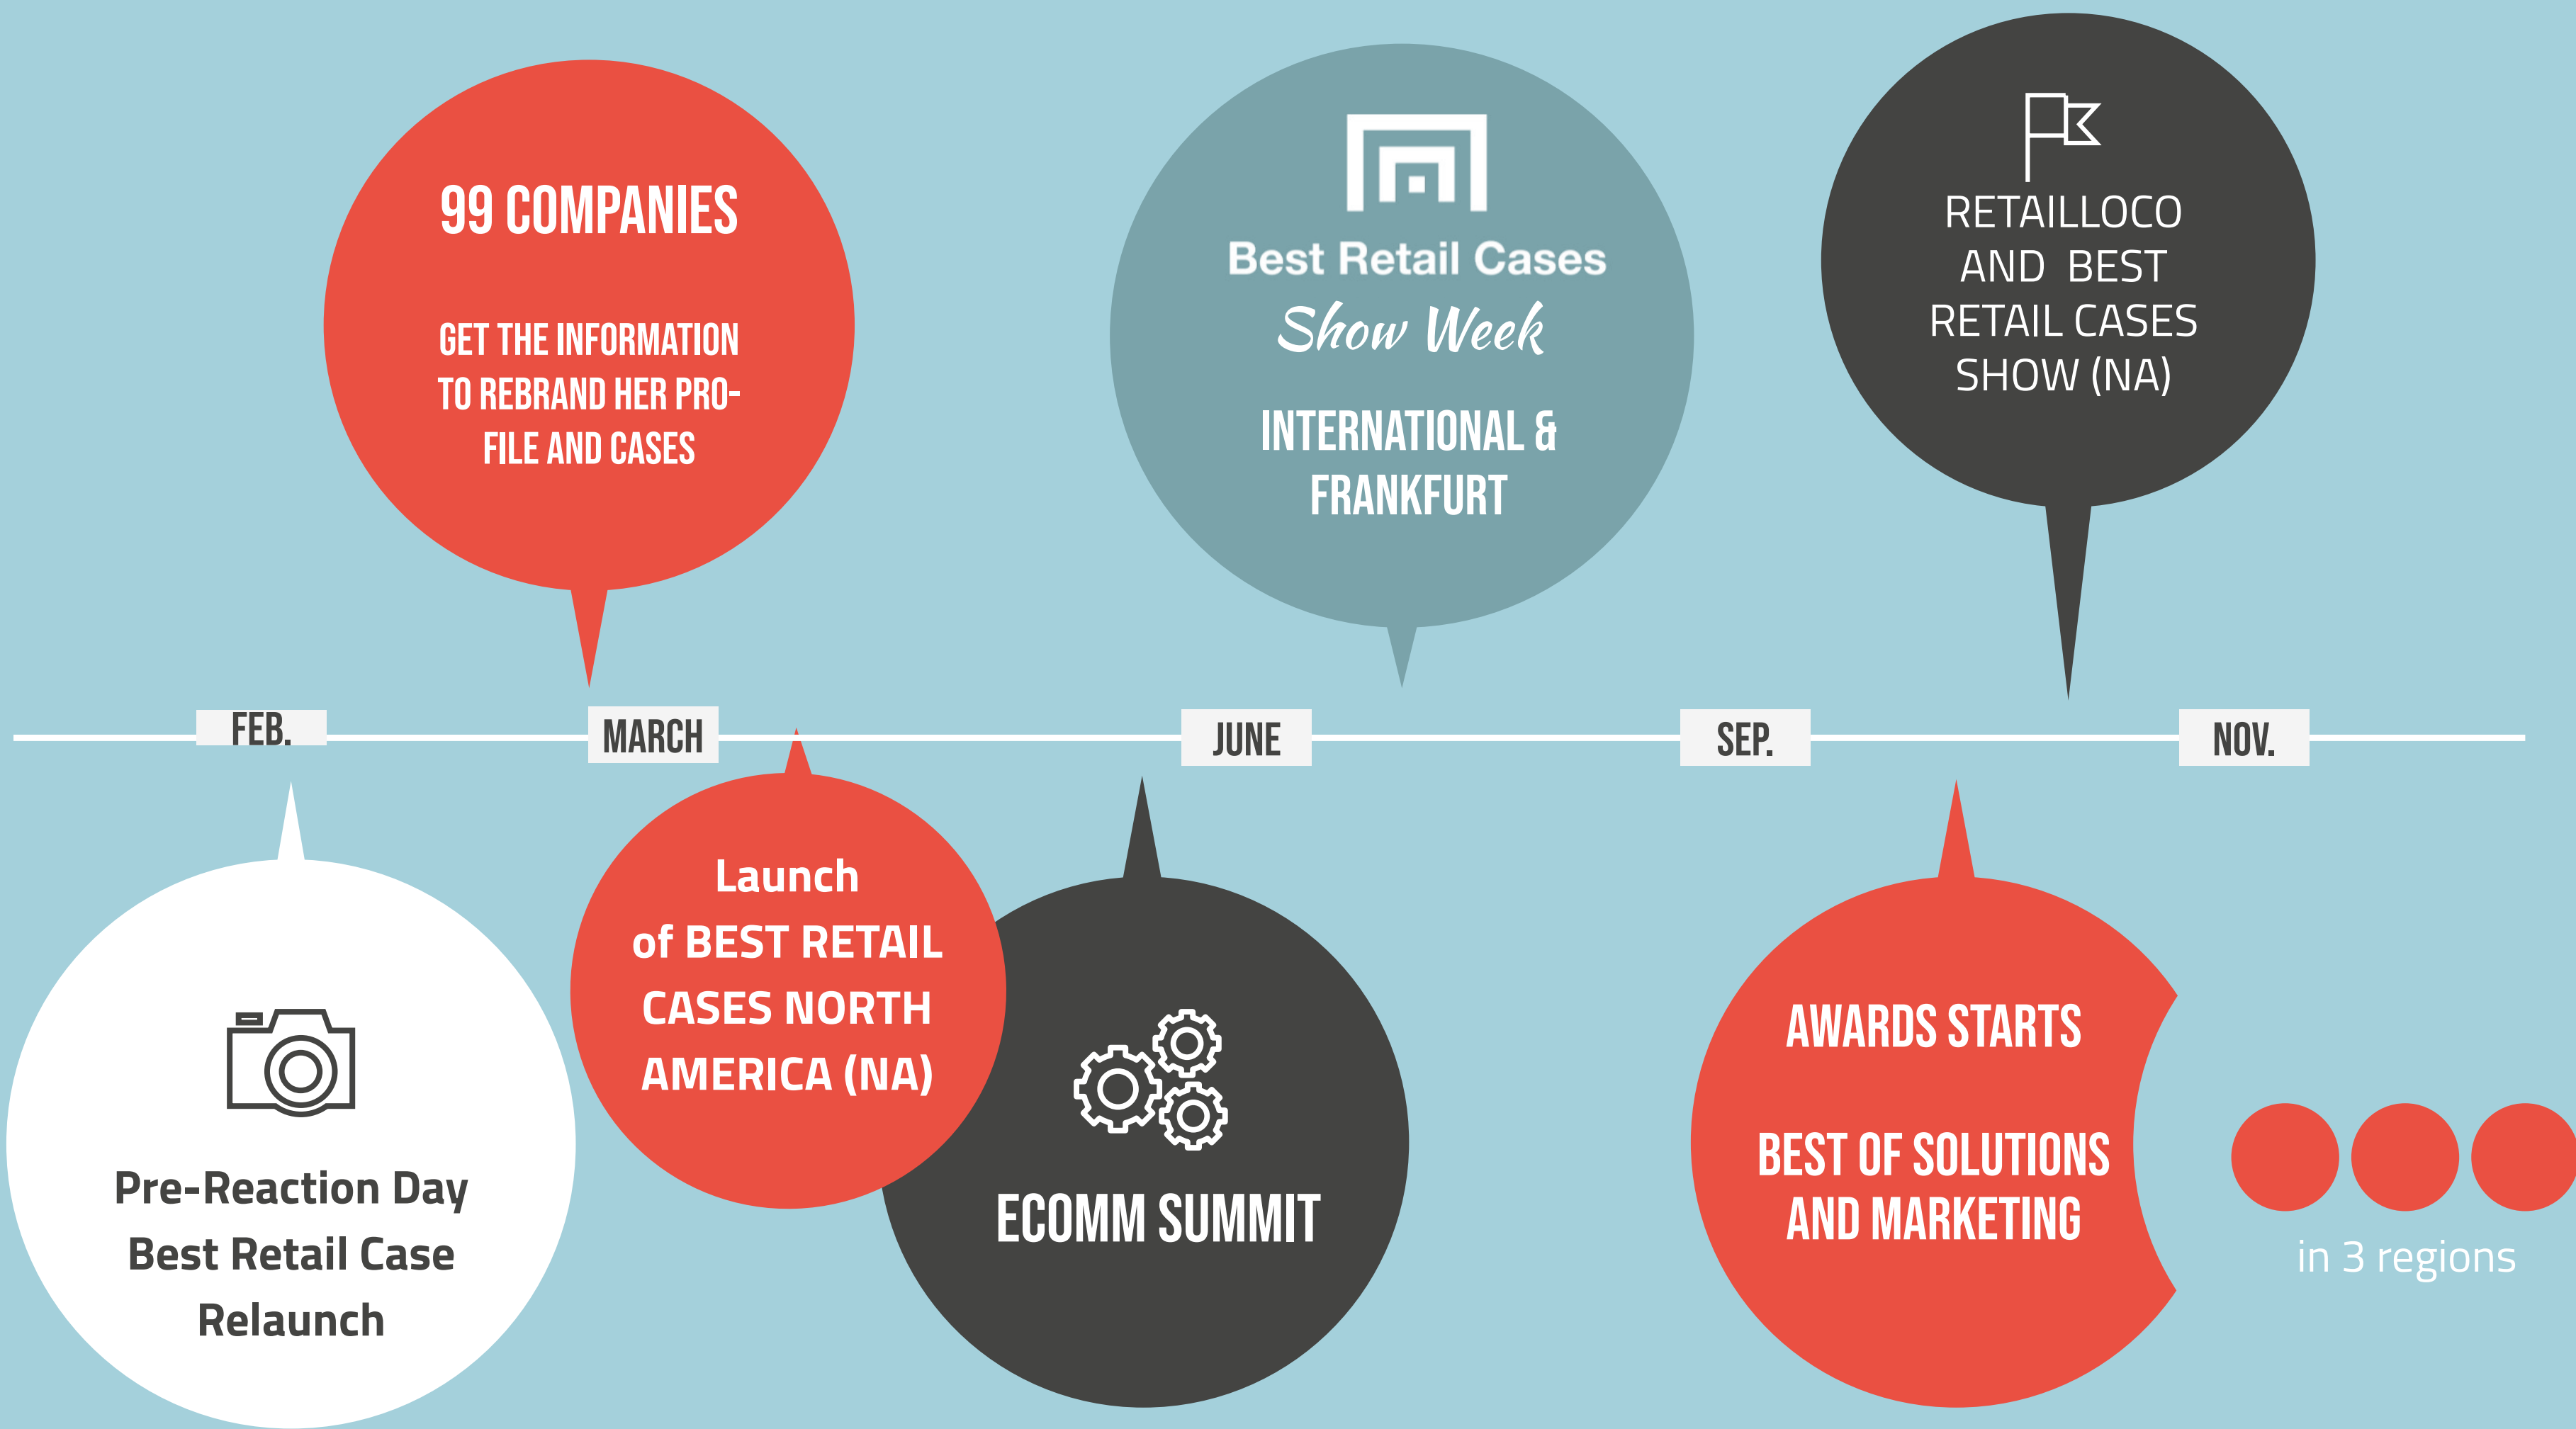 99 COMPANIES
GET THE INFORMATION
TO REBRAND HER PRO-
FILE AND CASES
Best Retail Cases
Show Week
INTERNATIONAL &
FRANKFURT
RETAILLOCO
AND BEST
RETAIL CASES
SHOW (NA)
FEB.
MARCH
JUNE
SEP.
NOV.
Pre-Reaction Day
Best Retail Case
Relaunch
Launch
of BEST RETAIL
CASES NORTH
AMERICA (NA)
ECOMM SUMMIT
AWARDS STARTS
BEST OF SOLUTIONS
AND MARKETING
in 3 regions